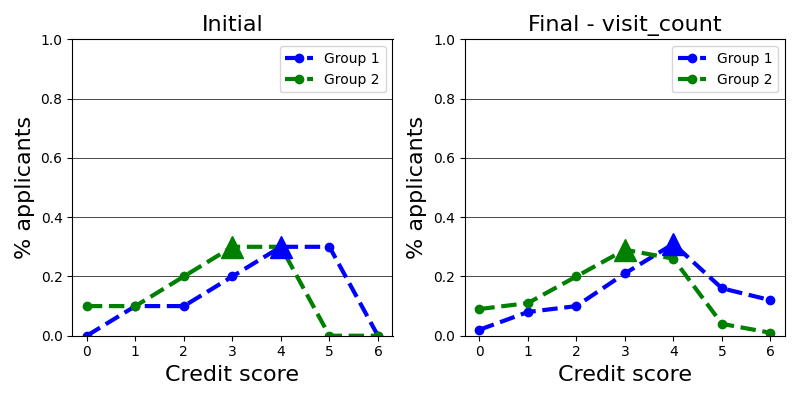 Initial
% applicants
1.0
0.8
0.6
0.4
0.2
0.0
Group 1
Group 2
0 1 2 3 4 5 6
Credit score
Final - visit_count
% applicants
1.0
0.8
0.6
0.4
0.2
0.0
Group 1
Group 2
0 1 2 3 4 5 6
Credit score